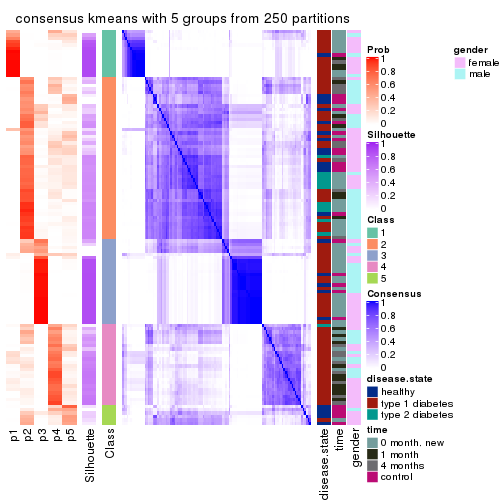 consensus kmeans with 5 groups from 250 partitions
Prob
1
0.8
0.6
0.4
0.2
0
gender
female
male
Silhouette
1
0.8
0.6
0.4
0.2
0
Class
1
2
3
4
5
Consensus
1
0.8
0.6
0.4
0.2
0
disease.state
healthy
type 1 diabetes
type 2 diabetes
time
0 month. new
1 month
4 months
control
p1
p2
p3
p4
p5
Silhouette
Class
disease.state
time
gender